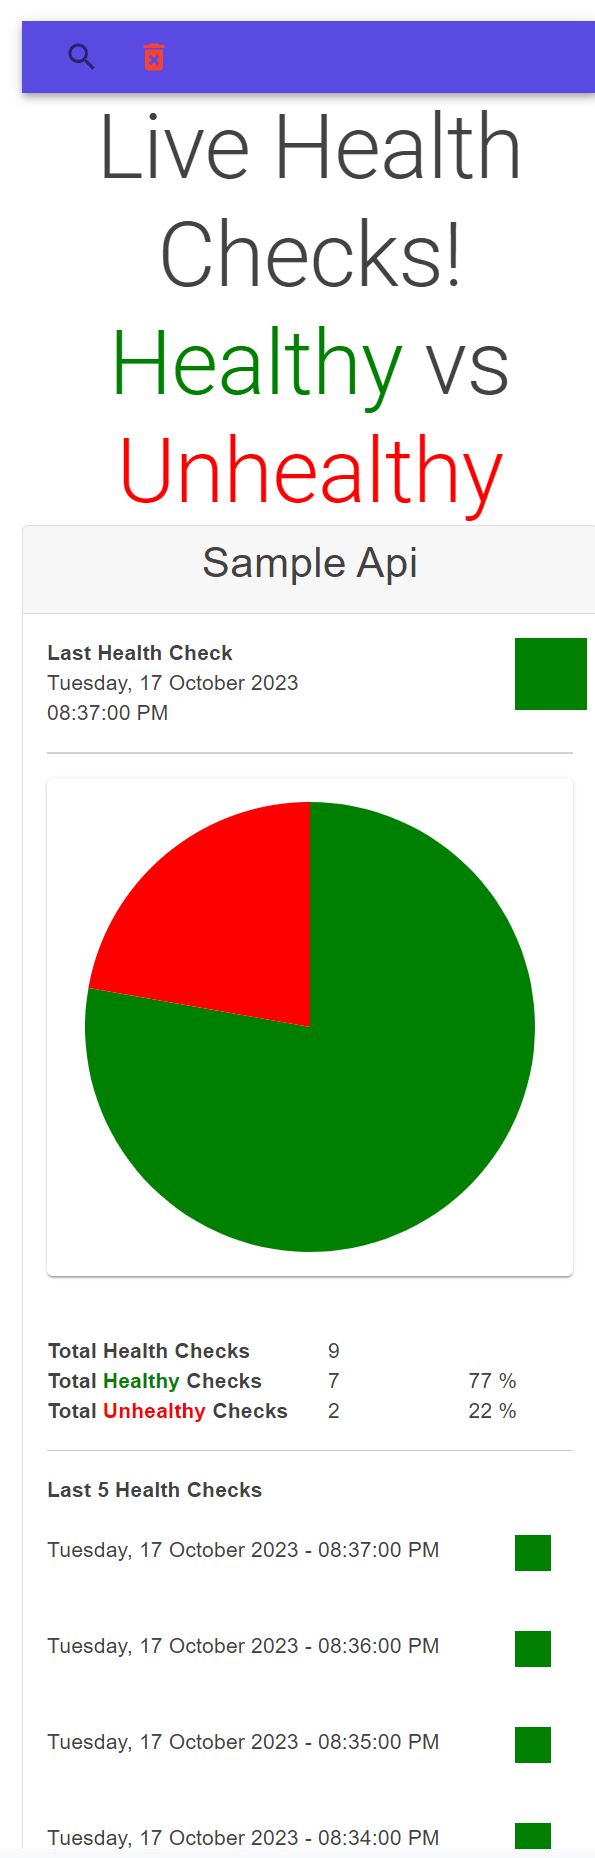 Live Health
Checks!
Healthy vs
Unhealthy
Sample Api
Last Health Check
Tuesday, 17 October 2023
08:37:00 PM
Total Health Checks 9
Total Healthy Checks 7 77 %
Total Unhealthy Checks 2 22 %
Last 5 Health Checks
Tuesday, 17 October 2023 - 08:37:00 PM
Tuesday, 17 October 2023 - 08:36:00 PM
Tuesday, 17 October 2023 - 08:35:00 PM
Tuesday, 17 October 2023 - 08:34:00 PM